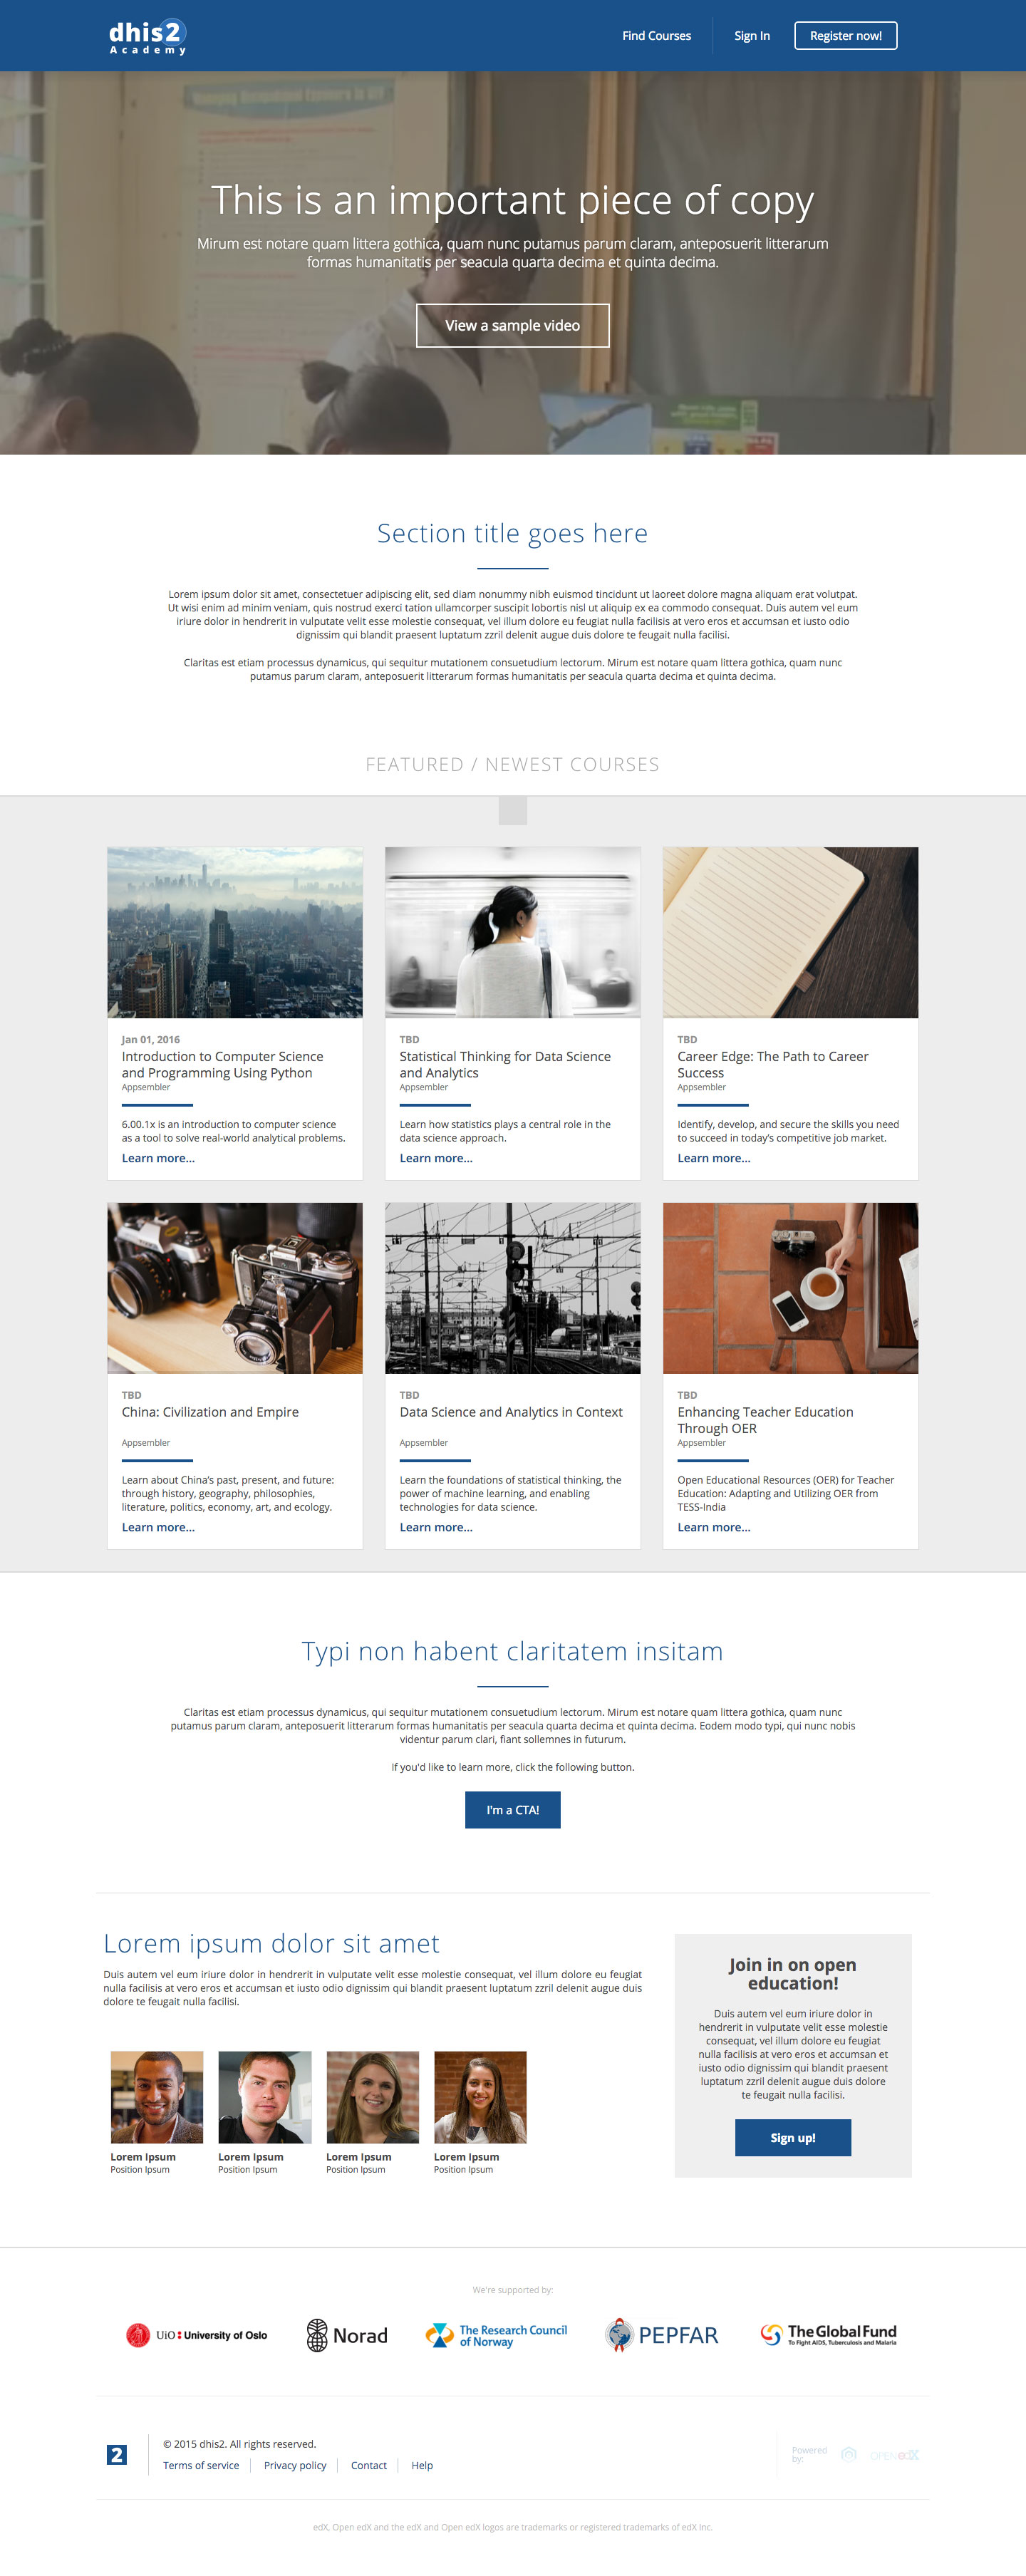 dhis2
Academy
Find Courses
Sign In
Register now!
This is an important piece of copy
Mirum est notare quam littera gothica, quam nunc putamus parum claram, anteposuerit litterarum
formas humanitatis per seacula quarta decima et quinta decima.
View a sample video
Section title goes here
Lorem ipsum dolor sit amet, consectetuer adipiscing elit, sed diam nonummy nibh euismod tincidunt ut laoreet dolore magna aliquam erat volutpat.
Ut wisi enim ad minim veniam, quis nostrud exerci tation ullamcorper suscipit lobortis nisl ut aliquip ex ea commodo consequat. Duis autem vel eum
iriure dolor in hendrerit in vulputate velit esse molestie consequat, vel illum dolore eu feugiat nulla facilisis at vero eros et accumsan et iusto odio
dignissim qui blandit praesent luptatum zzril delenit augue duis dolore te feugait nulla facilisi.
Claritas est etiam processus dynamicus, qui sequitur mutationem consuetudium lectorum. Mirum est notare quam littera gothica, quam nunc
putamus parum claram, anteposuerit litterarum formas humanitatis per seacula quarta decima et quinta decima.
FEATURED / NEWEST COURSES
Jan 01, 2016
Introduction to Computer Science
and Programming Using Python
Appsembler
6.00.1x is an introduction to computer science
as a tool to solve real-world analytical problems.
Learn more...
TBD
Statistical Thinking for Data Science
and Analytics
Appsembler
Learn how statistics plays a central role in the
data science approach.
Learn more...
TBD
Career Edge: The Path to Career
Success
Appsembler
Identify, develop, and secure the skills you need
to succeed in today's competitive job market.
Learn more...
TBD
China: Civilization and Empire
Appsembler
Learn about China's past, present, and future:
through history, geography, philosophies,
literature, politics, economy, art, and ecology.
Learn more...
TBD
Data Science and Analytics in Context
Appsembler
Learn the foundations of statistical thinking, the
power of machine learning, and enabling
technologies for data science.
Learn more...
TBD
Enhancing Teacher Education
Through OER
Appsembler
Open Educational Resources (OER) for Teacher
Education: Adapting and Utilizing OER from
TESS-India
Learn more...
Typi non habent claritatem insitam
Claritas est etiam processus dynamicus, qui sequitur mutationem consuetudium lectorum. Mirum est notare quam littera gothica, quam nunc
putamus parum claram, anteposuerit litterarum formas humanitatis per seacula quarta decima et quinta decima. Eodem modo typi, qui nunc nobis
videntur parum clari, fiant sollemnes in futurum.
If you'd like to learn more, click the following button.
I'm a CTA!
Lorem ipsum dolor sit amet
Duis autem vel eum iriure dolor in hendrerit in vulputate velit esse molestie consequat, vel illum dolore eu feugiat
nulla facilisis at vero eros et accumsan et iusto odio dignissim qui blandit praesent luptatum zzril delenit augue duis
dolore te feugait nulla facilisi.
Lorem Ipsum
Position Ipsum
Lorem Ipsum
Position Ipsum
Lorem Ipsum
Position Ipsum
Lorem Ipsum
Position Ipsum
Join in on open
education!
Duis autem vel eum iriure dolor in
hendrerit in vulputate velit esse molestie
consequat, vel illum dolore eu feugiat
nulla facilisis at vero eros et accumsan et
iusto odio dignissim qui blandit praesent
luptatum zzril delenit augue duis dolore
te feugait nulla facilisi.
Sign up!
We're supported by:
UiO: University of Oslo
Norad
The Research Council
of Norway
PEPFAR
The Global Fund
To Fight AIDS, Tuberculosis and Malaria
2
© 2015 dhis2. All rights reserved.
Terms of service
Privacy policy
Contact
Help
Powered
by:
OPEN edX
edX, Open edX and the edX and Open edX logos are trademarks or registered trademarks of edX Inc.